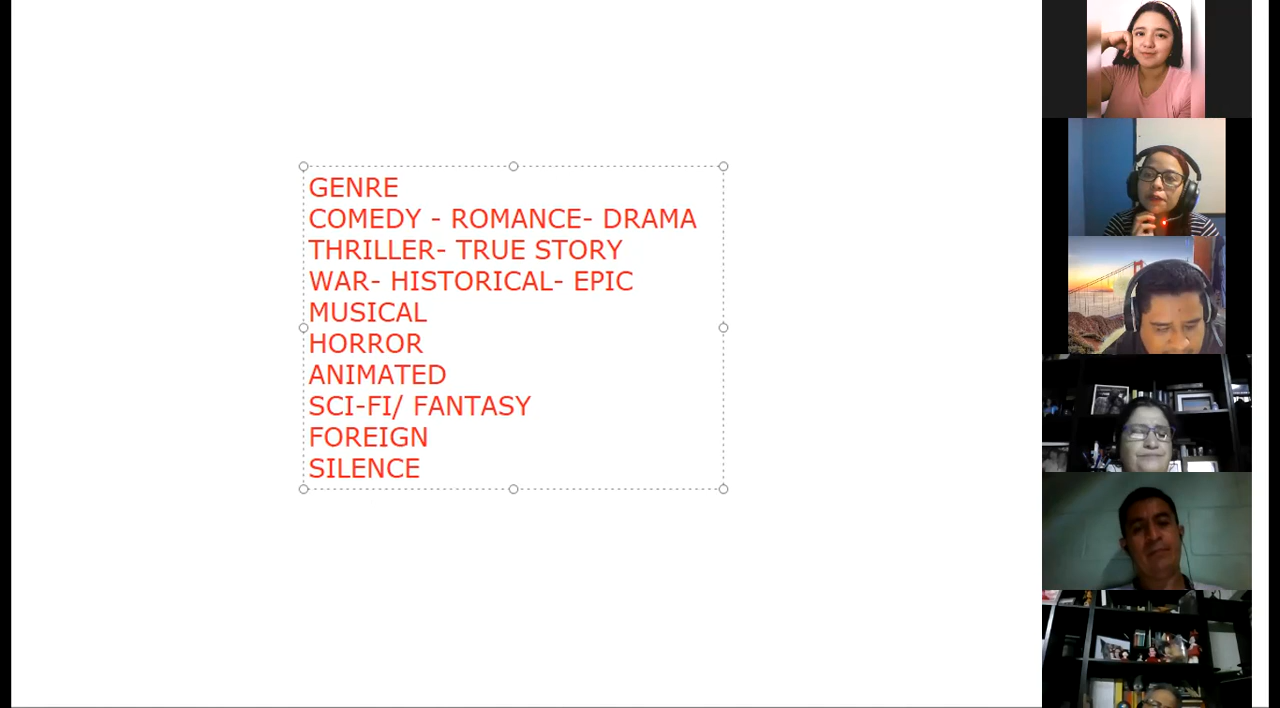 GENRE
COMEDY - ROMANCE- DRAMA
THRILLER- TRUE STORY
WAR- HISTORICAL- EPIC
MUSICAL
HORROR
ANIMATED
SCI-FI/ FANTASY
FOREIGN
SILENCE